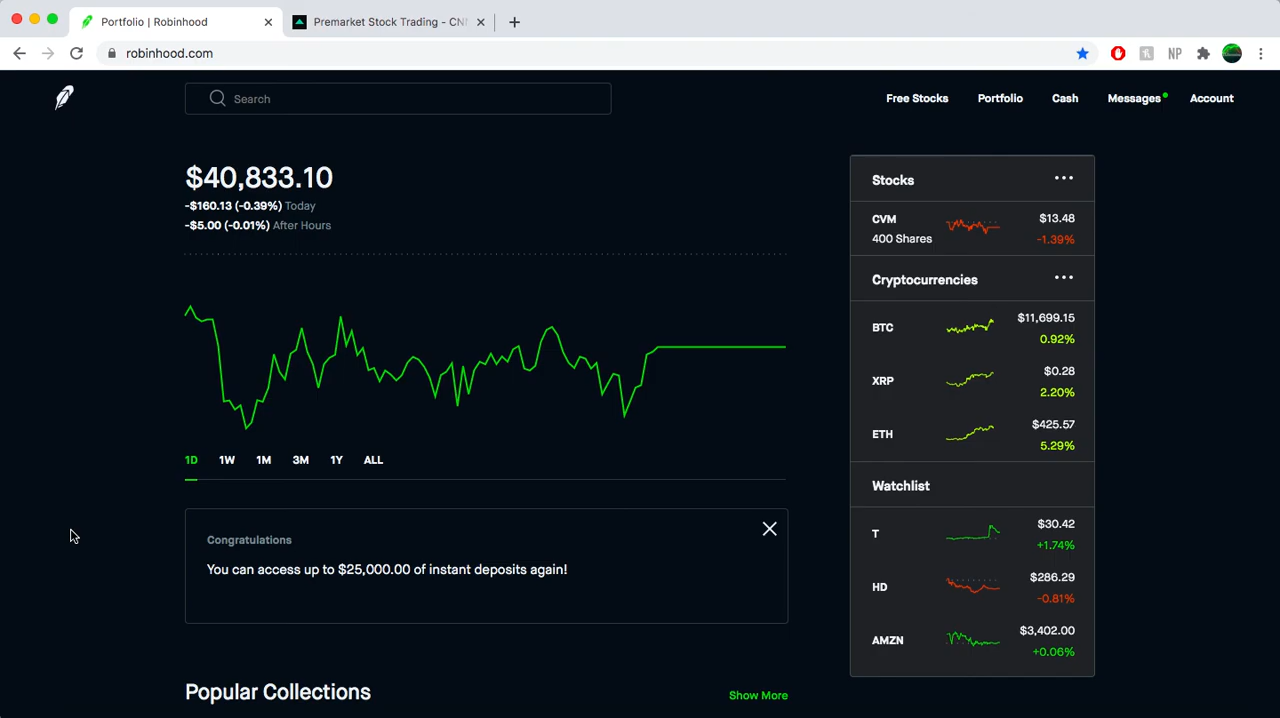 Portfolio | Robinhood
Premarket Stock Trading - CNN
robinhood.com
NP
Search
Free Stocks
Portfolio
Cash
Messages
Account
$40,833.10
-$160.13 (-0.39%) Today
-$5.00 (-0.01%) After Hours
1D 1W 1M 3M 1Y ALL
Congratulations
You can access up to $25,000.00 of instant deposits again!
Popular Collections
Show More
Stocks
CVM
400 Shares
$13.48
-1.39%
Cryptocurrencies
BTC
$11,699.15
0.92%
XRP
$0.28
2.20%
ETH
$425.57
5.29%
Watchlist
T
$30.42
+1.74%
HD
$286.29
-0.81%
AMZN
$3,402.00
+0.06%